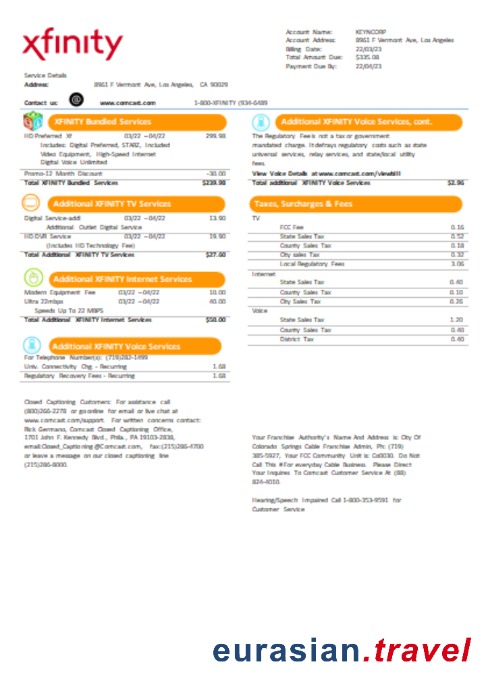 xfinity
Account Name: KEYNCORP
Account Address: 8961 F Vermont Ave, Los Angeles
Billing Date: 22/03/23
Total Amount Due: $335.08
Payment Due By: 22/04/23
Service Details
Address: 8961 F Vermont Ave, Los Angeles, CA 90029
Contact us: @ www.comcast.com 1-800-XFINITY (934-6489
XFINITY Bundled Services
HD Preferred Xf 03/22 –04/22 299.98
Includes: Digital Preferred, STARZ, Included
Video Equipment, High-Speed Internet
Digital Voice Unlimited
Promo-12 Month Discount -30.00
Total XFINITY Bundled Services $239.98
Additional XFINITY TV Services
Digital Service-addl 03/22 –04/22 13.90
Additional Outlet Digital Service
HD DVR Service 03/22 –04/22 19.90
(Includes HD Technology Fee)
Total Additional XFINITY TV Services $27.60
Additional XFINITY Internet Services
Modem Equipment Fee 03/22 –04/22 10.00
Ultra 22mbps 03/22 –04/22 40.00
Speeds Up To 22 MBPS
Total Additional XFINITY Internet Services $50.00
Additional XFINITY Voice Services
For Telephone Number(s): (719)282-1499
Univ. Connectivity Chg. - Recurring 1.68
Regulatory Recovery Fees - Recurring 1.68
Closed Captioning Customers: For assistance call
(800)266-2278 or go online for email or live chat at
www.comcast.com/support. For written concerns contact:
Rick Germano, Comcast Closed Captioning Office,
1701 John F. Kennedy Blvd., Phila., PA 19103-2838,
email:Closed_Captioning@Comcast.com, fax:(215)286-4700
or leave a message on our closed captioning line
(215)286-8000.
Additional XFINITY Voice Services, cont.
The Regulatory Fee is not a tax or government
mandated charge. It defrays regulatory costs such as state
universal services, relay services, and state/local utility
fees.
View Voice Details at www.comcast.com/viewbill
Total additional XFINITY Voice Services $2.96
Taxes, Surcharges & Fees
TV
FCC Fee 0.16
State Sales Tax 0.52
County Sales Tax 0.18
City sales Tax 0.32
Local Regulatory Fees 3.06
Internet
State Sales Tax 0.40
County Sales Tax 0.10
City Sales Tax 0.26
Voice
State Sales Tax 1.20
County Sales Tax 0.40
District Tax 0.40
Your Franchise Authority's Name And Address is: City Of
Colorado Springs Cable Franchise Admin, Ph: (719)
385-5927, Your FCC Community Unit is: Co0030. Do Not
Call This # For everyday Cable Business. Please Direct
Your Inquires To Comcast Customer Service At (88)
824-4010.
Hearing/Speech Impaired Call 1-800-353-9591 for
Customer Service
eurasian.travel